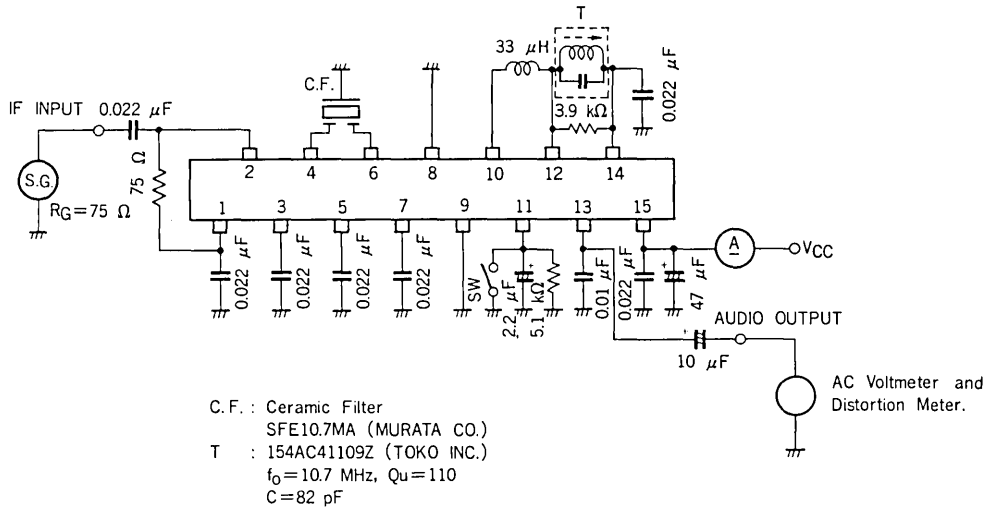 T
33 μH
0.022 μF
C.F.
3.9 kΩ
IF INPUT 0.022 μF
75 Ω
S.G.
RG=75 Ω
2 4 6 8 10 12 14
1 3 5 7 9 11 13 15
0.022 μF
0.022 μF
0.022 μF
0.022 μF
SW
+
2.2 μF
5.1 kΩ
0.01 μF
0.022 μF
+
47 μF
A
VCC
AUDIO OUTPUT
+
10 μF
AC Voltmeter and
Distortion Meter.
C.F. : Ceramic Filter
SFE10.7MA (MURATA CO.)
T : 154AC41109Z (TOKO INC.)
fo=10.7 MHz, Qu=110
C=82 pF